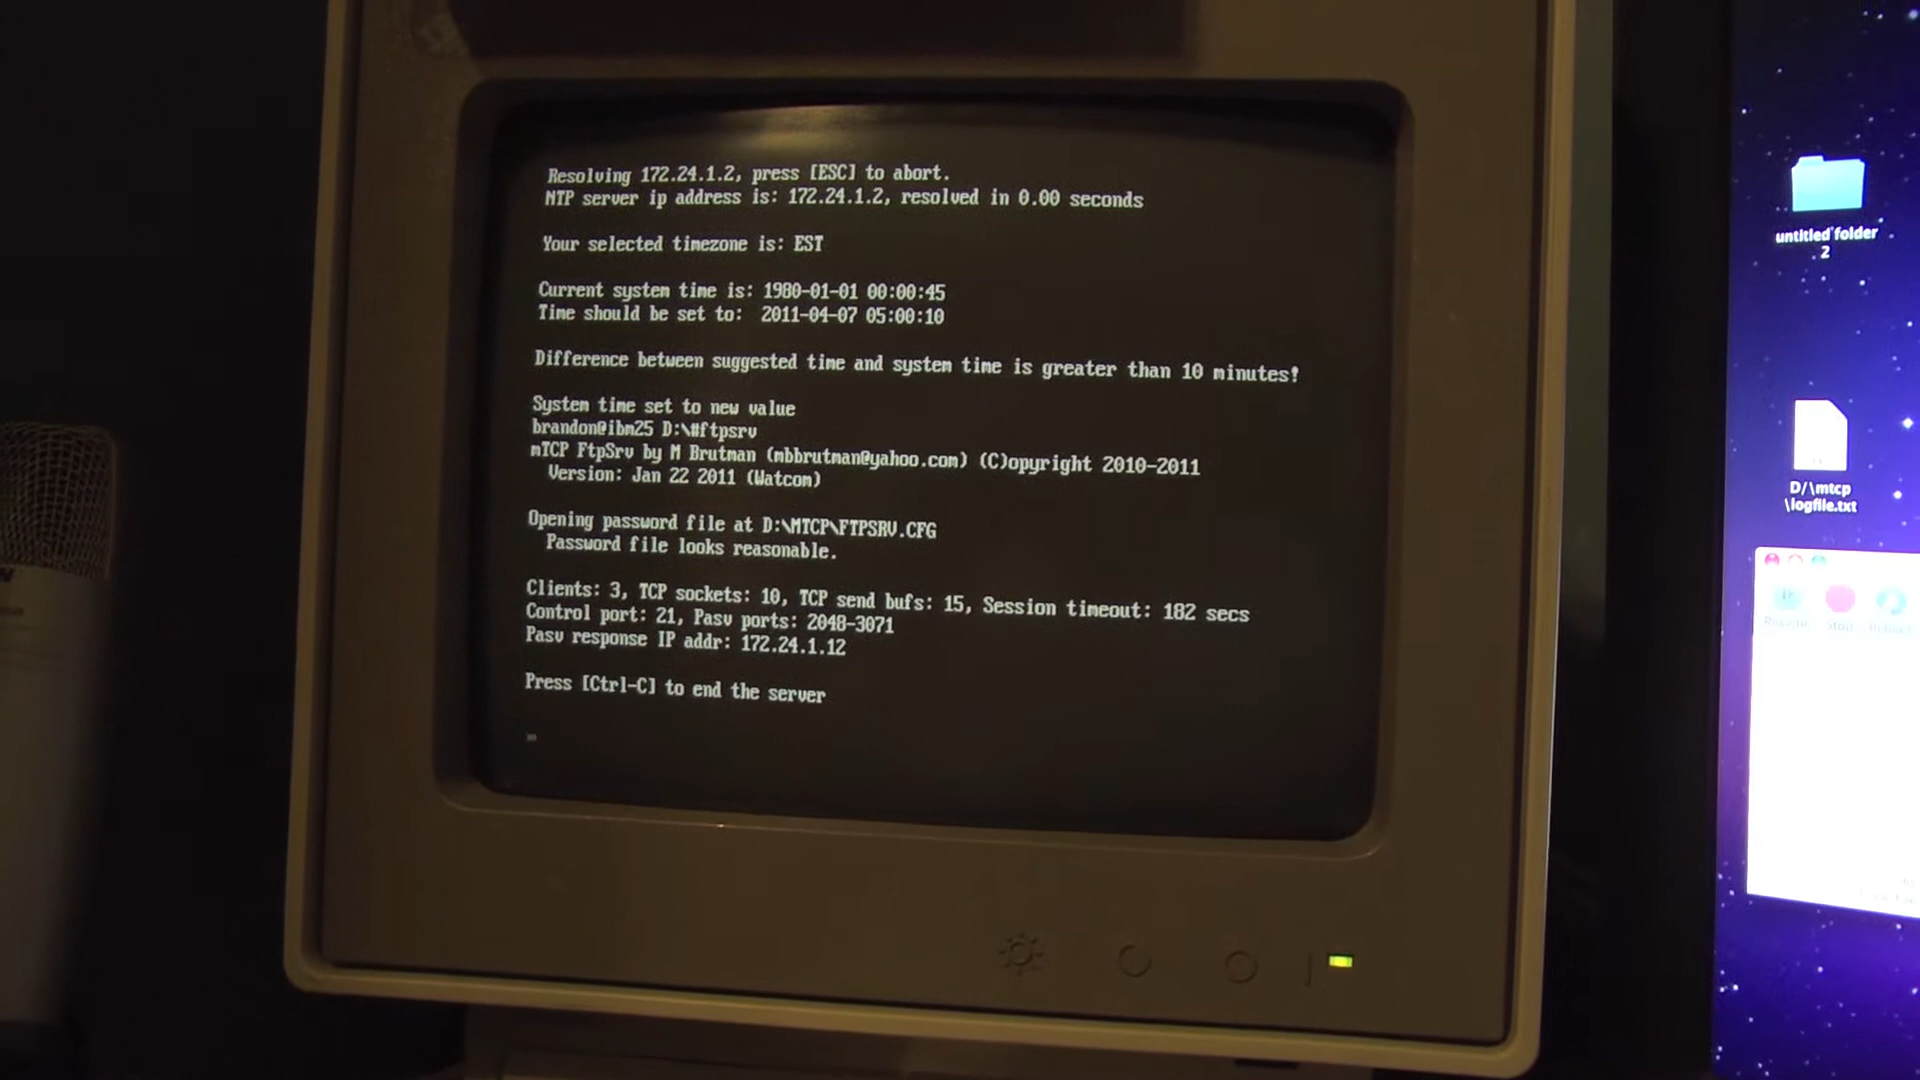 Resolving 172.24.1.2, press [ESC] to abort.
NTP server ip address is: 172.24.1.2, resolved in 0.00 seconds
Your selected timezone is: EST
Current system time is: 1980-01-01 00:00:45
Time should be set to:  2011-04-07 05:00:10
Difference between suggested time and system time is greater than 10 minutes!
System time set to new value
brandon@ibm25 D:\#ftpsrv
mTCP FtpSrv by M Brutman (mbbrutman@yahoo.com) (C)opyright 2010-2011
Version: Jan 22 2011 (Watcom)
Opening password file at D:\MTCP\FTPSRV.CFG
Password file looks reasonable.
Clients: 3, TCP sockets: 10, TCP send bufs: 15, Session timeout: 182 secs
Control port: 21, Pasv ports: 2048-3071
Pasv response IP addr: 172.24.1.12
Press [Ctrl-C] to end the server
untitled folder
2
D/\mtcp
\logfile.txt
Stop